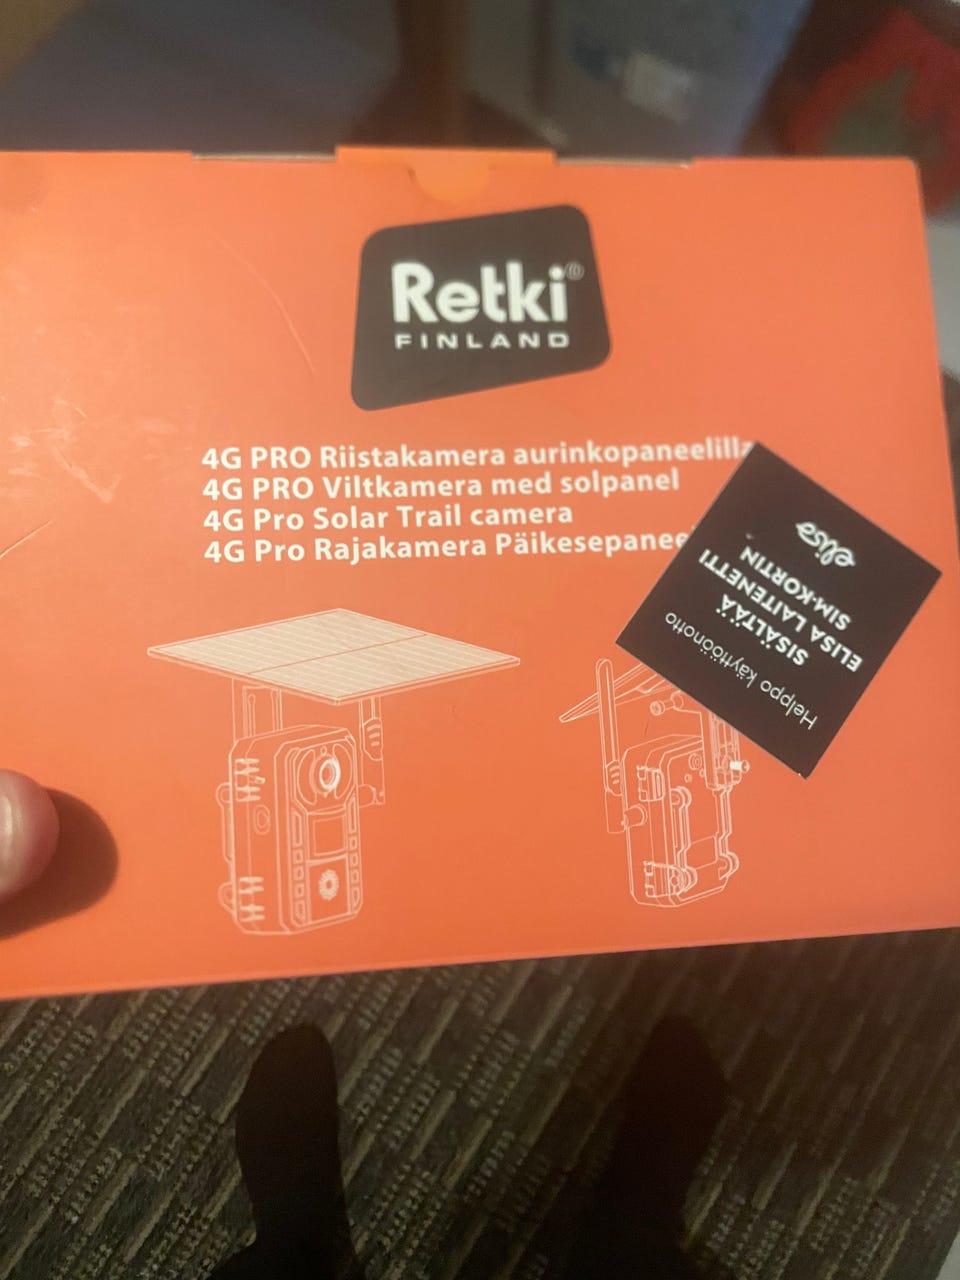 Retki®
FINLAND
4G PRO Riistakamera aurinkopaneelilla
4G PRO Viltkamera med solpanel
4G Pro Solar Trail camera
4G Pro Rajakamera Päikesepanee
Helppo käyttöönotto
SISÄLTÄÄ
ELISA LAITENETTI
SIM-KORTIN
elisa